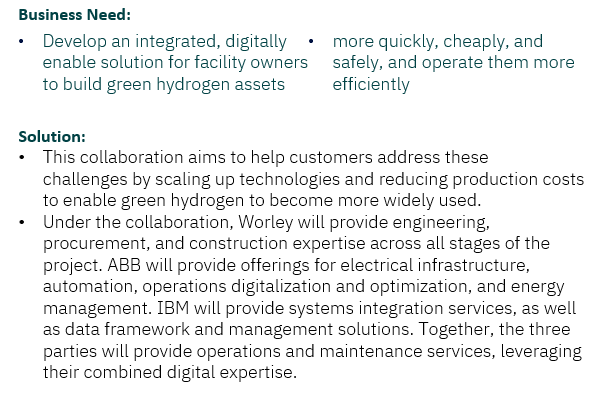 Business Need:
• Develop an integrated, digitally
enable solution for facility owners
to build green hydrogen assets
• more quickly, cheaply, and
safely, and operate them more
efficiently
Solution:
• This collaboration aims to help customers address these
challenges by scaling up technologies and reducing production costs
to enable green hydrogen to become more widely used.
• Under the collaboration, Worley will provide engineering,
procurement, and construction expertise across all stages of the
project. ABB will provide offerings for electrical infrastructure,
automation, operations digitalization and optimization, and energy
management. IBM will provide systems integration services, as well
as data framework and management solutions. Together, the three
parties will provide operations and maintenance services, leveraging
their combined digital expertise.